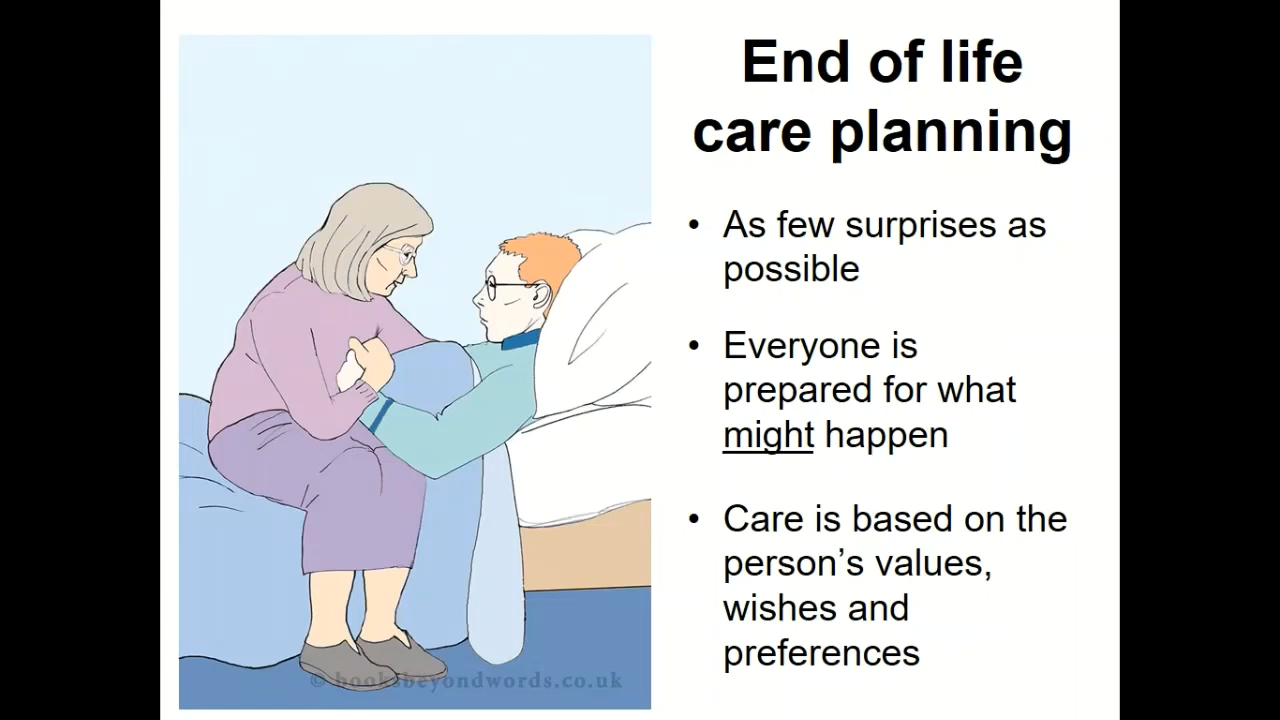 End of life
care planning
• As few surprises as
possible
• Everyone is
prepared for what
might happen
• Care is based on the
person’s values,
wishes and
preferences
© booksbeyondwords.co.uk